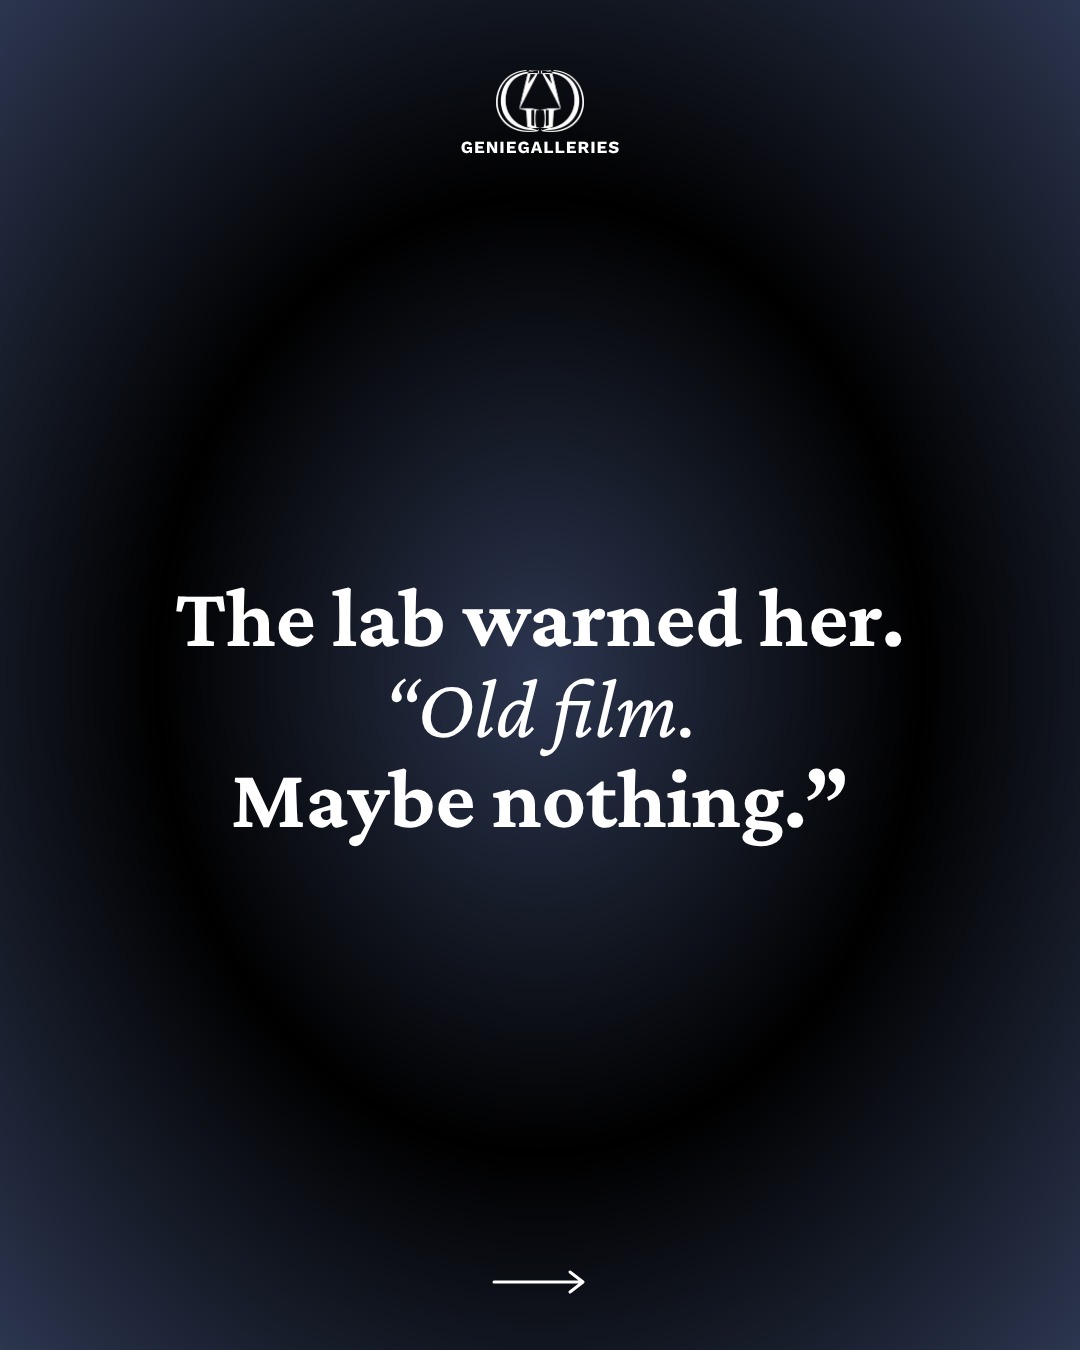 GENIEGALLERIES
The lab warned her.
“Old film.
Maybe nothing.”